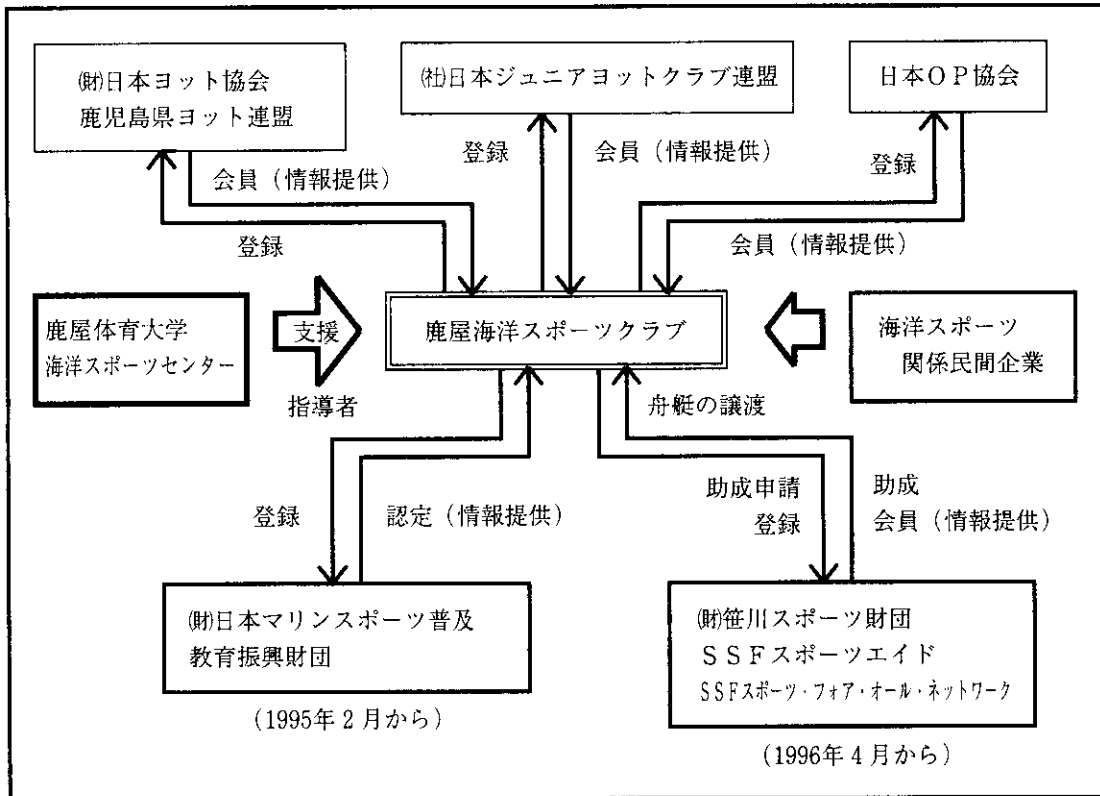 ㈶日本ヨット協会
鹿児島県ヨット連盟
㈳日本ジュニアヨットクラブ連盟
日本ＯＰ協会
登録
会員（情報提供）
登録
会員（情報提供）
登録
会員（情報提供）
鹿屋体育大学
海洋スポーツセンター
支援
指導者
鹿屋海洋スポーツクラブ
海洋スポーツ
関係民間企業
舟艇の譲渡
登録
認定（情報提供）
助成申請
登録
助成
会員（情報提供）
㈶日本マリンスポーツ普及
教育振興財団
（1995年２月から）
㈶笹川スポーツ財団
ＳＳＦスポーツエイド
SSFスポーツ・フォア・オール・ネットワーク
（1996年４月から）